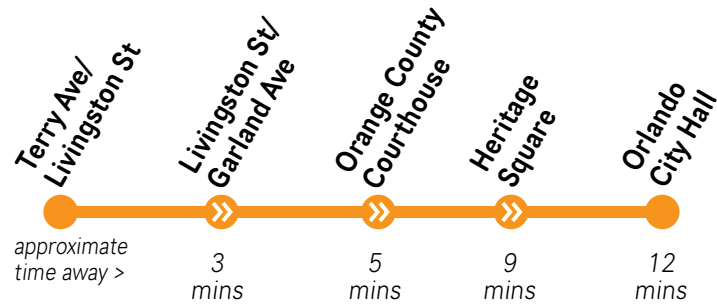 Terry Ave/
Livingston St
Livingston St/
Garland Ave
Orange County
Courthouse
Heritage
Square
Orlando
City Hall
approximate
time away >
3
mins
5
mins
9
mins
12
mins